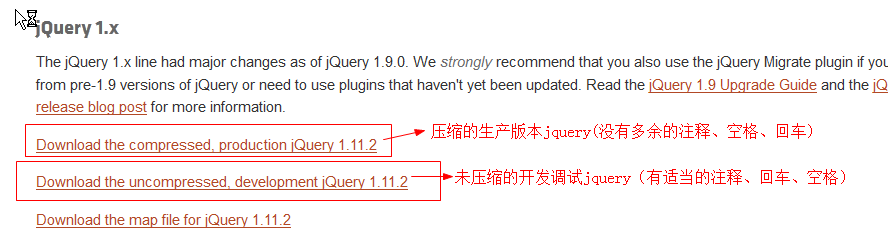 jQuery 1.x
The jQuery 1.x line had major changes as of jQuery 1.9.0. We strongly recommend that you also use the jQuery Migrate plugin if you
from pre-1.9 versions of jQuery or need to use plugins that haven't yet been updated. Read the jQuery 1.9 Upgrade Guide and the jQ
release blog post for more information.
Download the compressed, production jQuery 1.11.2 压缩的生产版本jquery(没有多余的注释、空格、回车)
Download the uncompressed, development jQuery 1.11.2 未压缩的开发调试jquery（有适当的注释、回车、空格）
Download the map file for jQuery 1.11.2